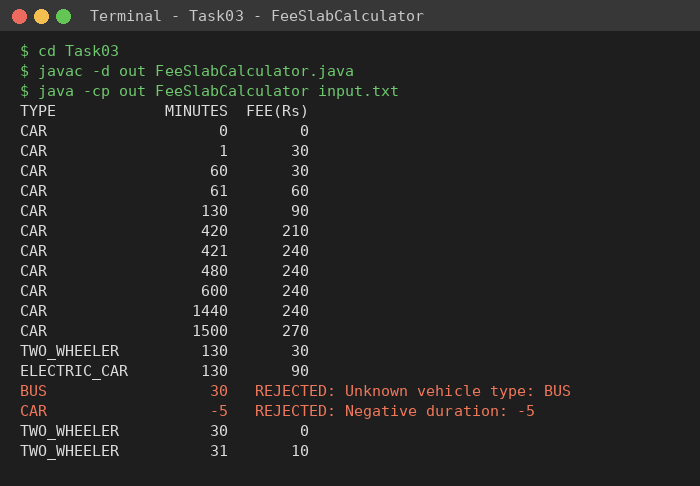 Terminal - Task03 - FeeSlabCalculator
$ cd Task03
$ javac -d out FeeSlabCalculator.java
$ java -cp out FeeSlabCalculator input.txt
TYPE            MINUTES  FEE(Rs)
CAR                   0        0
CAR                   1       30
CAR                  60       30
CAR                  61       60
CAR                 130       90
CAR                 420      210
CAR                 421      240
CAR                 480      240
CAR                 600      240
CAR                1440      240
CAR                1500      270
TWO_WHEELER         130       30
ELECTRIC_CAR        130       90
BUS                  30   REJECTED: Unknown vehicle type: BUS
CAR                  -5   REJECTED: Negative duration: -5
TWO_WHEELER          30        0
TWO_WHEELER          31       10